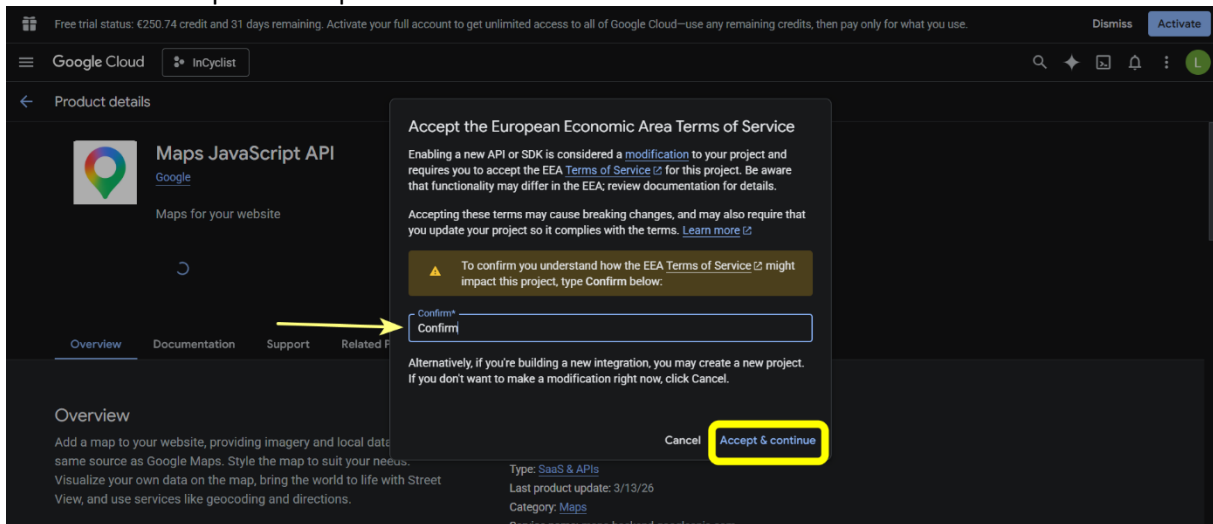 Free trial status: €250.74 credit and 31 days remaining. Activate your full account to get unlimited access to all of Google Cloud—use any remaining credits, then pay only for what you use.
Dismiss
Activate
Google Cloud
InCyclist
L
Product details
Maps JavaScript API
Google
Maps for your website
Overview
Documentation
Support
Related P
Accept the European Economic Area Terms of Service
Enabling a new API or SDK is considered a modification to your project and
requires you to accept the EEA Terms of Service for this project. Be aware
that functionality may differ in the EEA; review documentation for details.
Accepting these terms may cause breaking changes, and may also require that
you update your project so it complies with the terms. Learn more
To confirm you understand how the EEA Terms of Service might
impact this project, type Confirm below:
Confirm*
Confirm
Alternatively, if you're building a new integration, you may create a new project.
If you don't want to make a modification right now, click Cancel.
Cancel
Accept & continue
Overview
Add a map to your website, providing imagery and local data
same source as Google Maps. Style the map to suit your needs.
Visualize your own data on the map, bring the world to life with Street
View, and use services like geocoding and directions.
Type: SaaS & APIs
Last product update: 3/13/26
Category: Maps